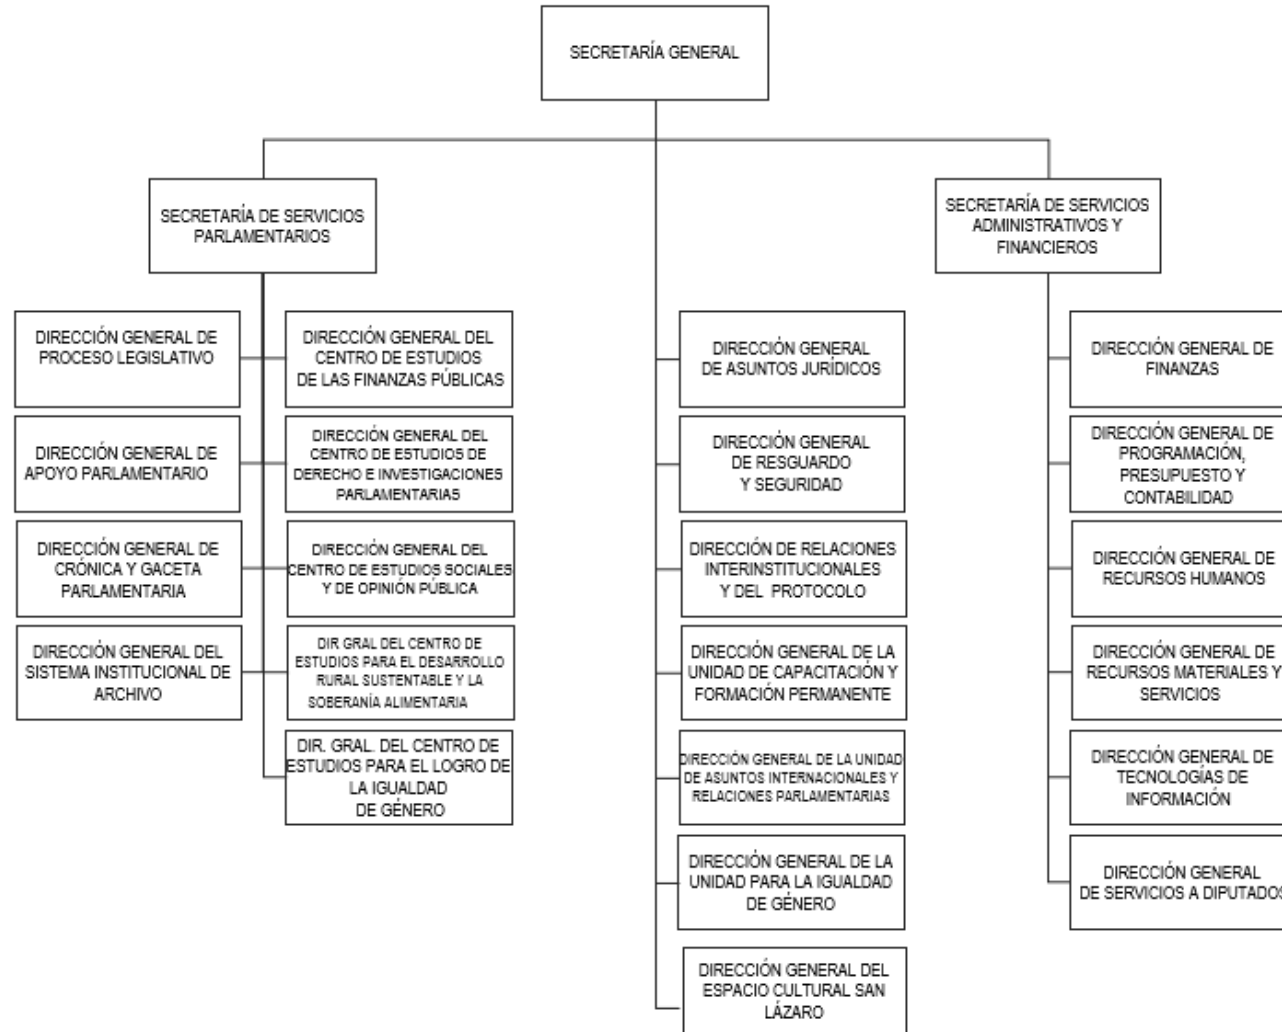 SECRETARÍA GENERAL
SECRETARÍA DE SERVICIOS
PARLAMENTARIOS
SECRETARÍA DE SERVICIOS
ADMINISTRATIVOS Y
FINANCIEROS
DIRECCIÓN GENERAL DE
PROCESO LEGISLATIVO
DIRECCIÓN GENERAL DE
APOYO PARLAMENTARIO
DIRECCIÓN GENERAL DE
CRÓNICA Y GACETA
PARLAMENTARIA
DIRECCIÓN GENERAL DEL
SISTEMA INSTITUCIONAL DE
ARCHIVO
DIRECCIÓN GENERAL DEL
CENTRO DE ESTUDIOS
DE LAS FINANZAS PÚBLICAS
DIRECCIÓN GENERAL DEL
CENTRO DE ESTUDIOS DE
DERECHO E INVESTIGACIONES
PARLAMENTARIAS
DIRECCIÓN GENERAL DEL
CENTRO DE ESTUDIOS SOCIALES
Y DE OPINIÓN PÚBLICA
DIR GRAL DEL CENTRO DE
ESTUDIOS PARA EL DESARROLLO
RURAL SUSTENTABLE Y LA
SOBERANÍA ALIMENTARIA
DIR. GRAL. DEL CENTRO DE
ESTUDIOS PARA EL LOGRO DE
LA IGUALDAD
DE GÉNERO
DIRECCIÓN GENERAL
DE ASUNTOS JURÍDICOS
DIRECCIÓN GENERAL
DE RESGUARDO
Y SEGURIDAD
DIRECCIÓN DE RELACIONES
INTERINSTITUCIONALES
Y DEL PROTOCOLO
DIRECCIÓN GENERAL DE LA
UNIDAD DE CAPACITACIÓN Y
FORMACIÓN PERMANENTE
DIRECCIÓN GENERAL DE LA UNIDAD
DE ASUNTOS INTERNACIONALES Y
RELACIONES PARLAMENTARIAS
DIRECCIÓN GENERAL DE LA
UNIDAD PARA LA IGUALDAD
DE GÉNERO
DIRECCIÓN GENERAL DEL
ESPACIO CULTURAL SAN
LÁZARO
DIRECCIÓN GENERAL DE
FINANZAS
DIRECCIÓN GENERAL DE
PROGRAMACIÓN,
PRESUPUESTO Y
CONTABILIDAD
DIRECCIÓN GENERAL DE
RECURSOS HUMANOS
DIRECCIÓN GENERAL DE
RECURSOS MATERIALES Y
SERVICIOS
DIRECCIÓN GENERAL DE
TECNOLOGÍAS DE
INFORMACIÓN
DIRECCIÓN GENERAL
DE SERVICIOS A DIPUTADOS